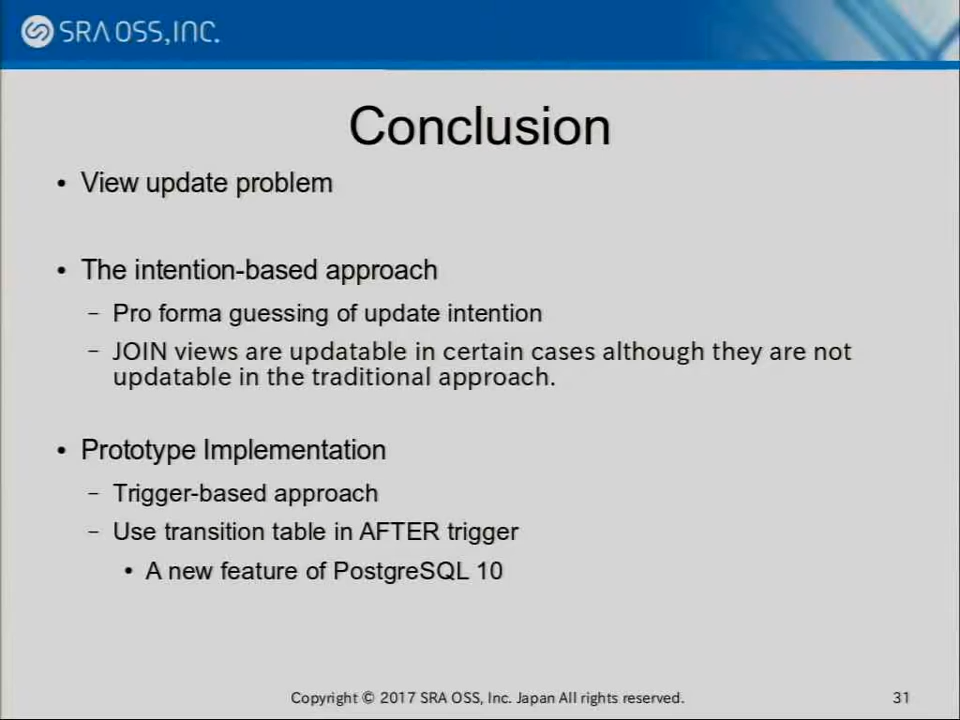 SRA OSS, INC.
Conclusion
• View update problem
• The intention-based approach
– Pro forma guessing of update intention
– JOIN views are updatable in certain cases although they are not
updatable in the traditional approach.
• Prototype Implementation
– Trigger-based approach
– Use transition table in AFTER trigger
• A new feature of PostgreSQL 10
Copyright © 2017 SRA OSS, Inc. Japan All rights reserved.
31